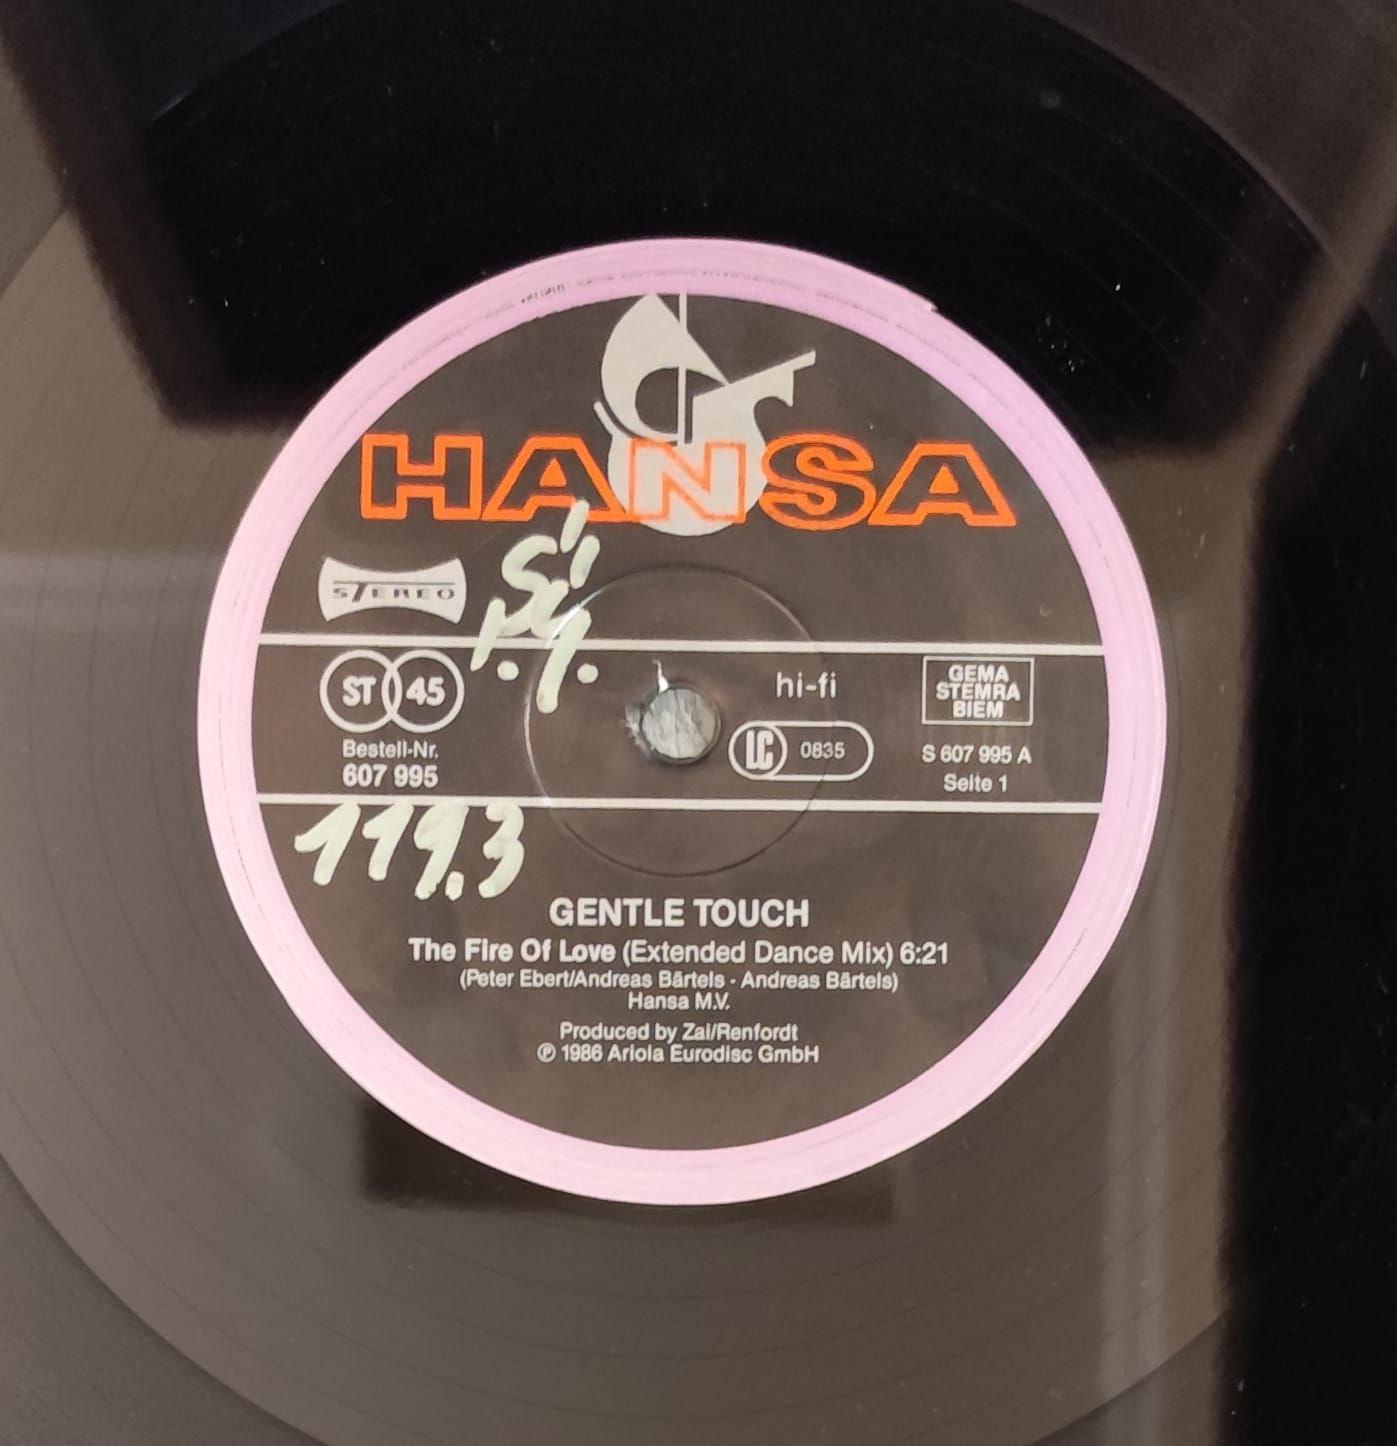 HANSA
STEREO
ST 45
hi-fi
GEMA
STEMRA
BIEM
Bestell-Nr.
607 995
LC 0835
S 607 995 A
Seite 1
119.3
GENTLE TOUCH
The Fire Of Love (Extended Dance Mix) 6:21
(Peter Ebert/Andreas Bärtels - Andreas Bärtels)
Hansa M.V.
Produced by Zai/Renfordt
℗ 1986 Ariola Eurodisc GmbH